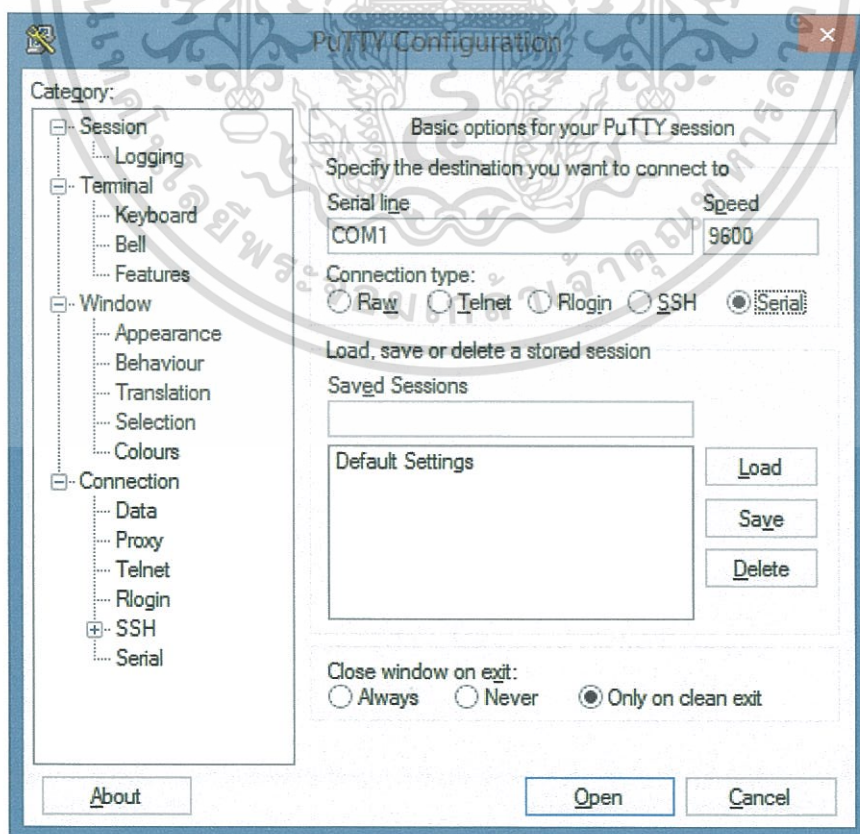 PuTTY Configuration
Category:
Session
Logging
Terminal
Keyboard
Bell
Features
Window
Appearance
Behaviour
Translation
Selection
Colours
Connection
Data
Proxy
Telnet
Rlogin
SSH
Serial
Basic options for your PuTTY session
Specify the destination you want to connect to
Serial line Speed
COM1 9600
Connection type:
Raw Telnet Rlogin SSH Serial
Load, save or delete a stored session
Saved Sessions
Default Settings
Load
Save
Delete
Close window on exit:
Always Never Only on clean exit
About Open Cancel